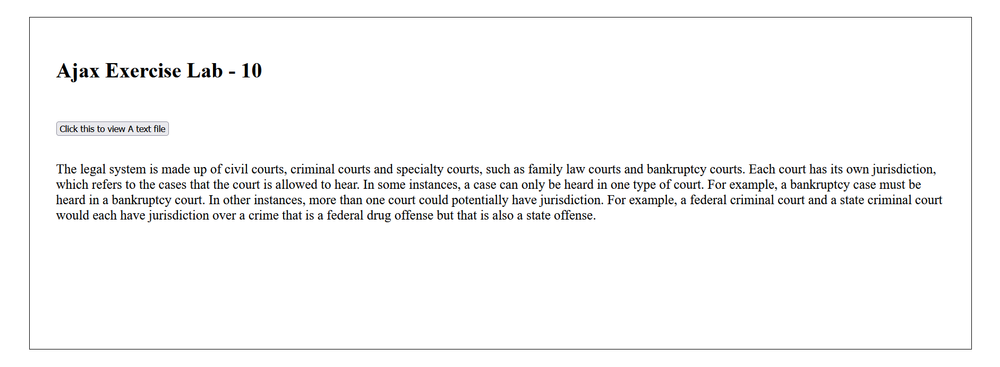 Ajax Exercise Lab - 10
Click this to view A text file
The legal system is made up of civil courts, criminal courts and specialty courts, such as family law courts and bankruptcy courts. Each court has its own jurisdiction,
which refers to the cases that the court is allowed to hear. In some instances, a case can only be heard in one type of court. For example, a bankruptcy case must be
heard in a bankruptcy court. In other instances, more than one court could potentially have jurisdiction. For example, a federal criminal court and a state criminal court
would each have jurisdiction over a crime that is a federal drug offense but that is also a state offense.